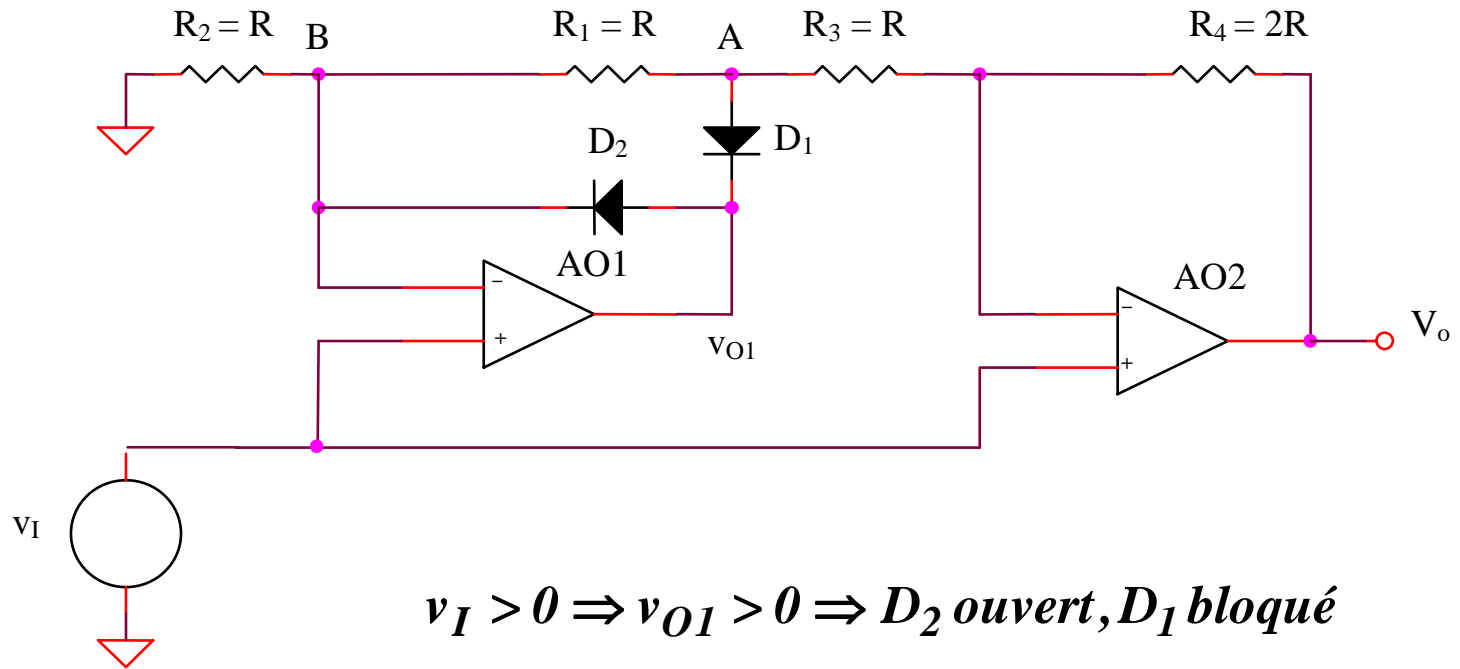 R2 = R
B
R1 = R
A
R3 = R
R4 = 2R
D2
D1
AO1
AO2
−
+
−
+
vO1
Vo
vI
vI > 0 ⇒ vO1 > 0 ⇒ D2 ouvert, D1 bloqué